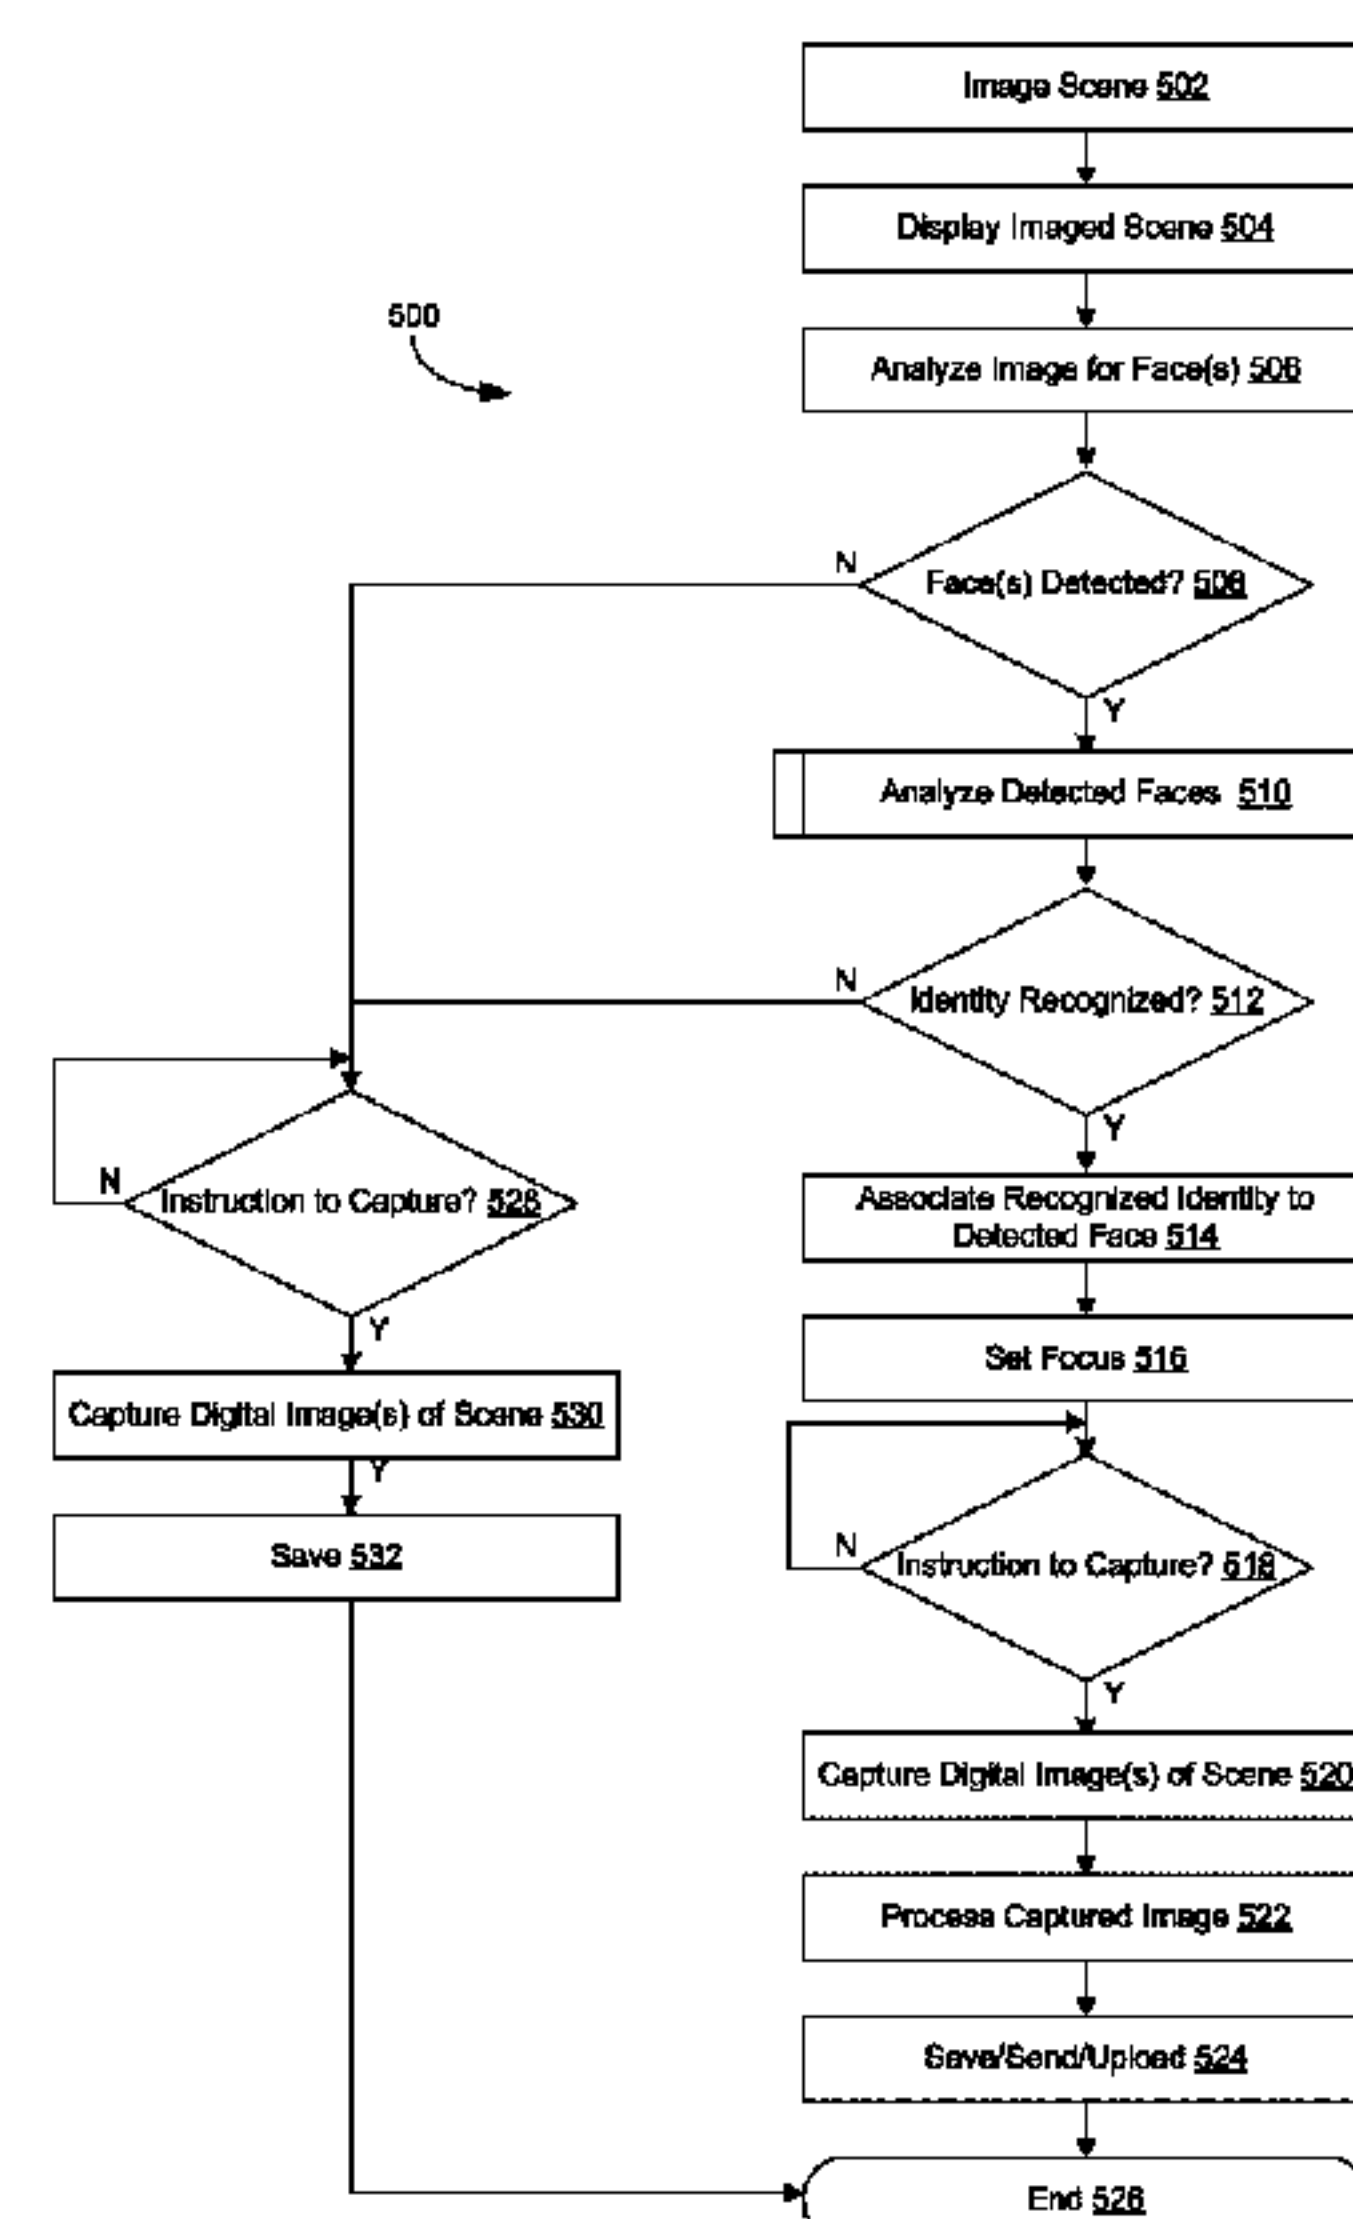 Image Scene 502
Display Imaged Scene 504
500
Analyze Image for Face(s) 506
N
Face(s) Detected? 508
Y
Analyze Detected Faces 510
N
Identity Recognized? 512
Y
Associate Recognized Identity to
Detected Face 514
Set Focus 516
N
Instruction to Capture? 518
Y
Capture Digital Image(s) of Scene 520
Process Captured Image 522
Save/Send/Upload 524
End 526
N
Instruction to Capture? 528
Y
Capture Digital Image(s) of Scene 530
Y
Save 532